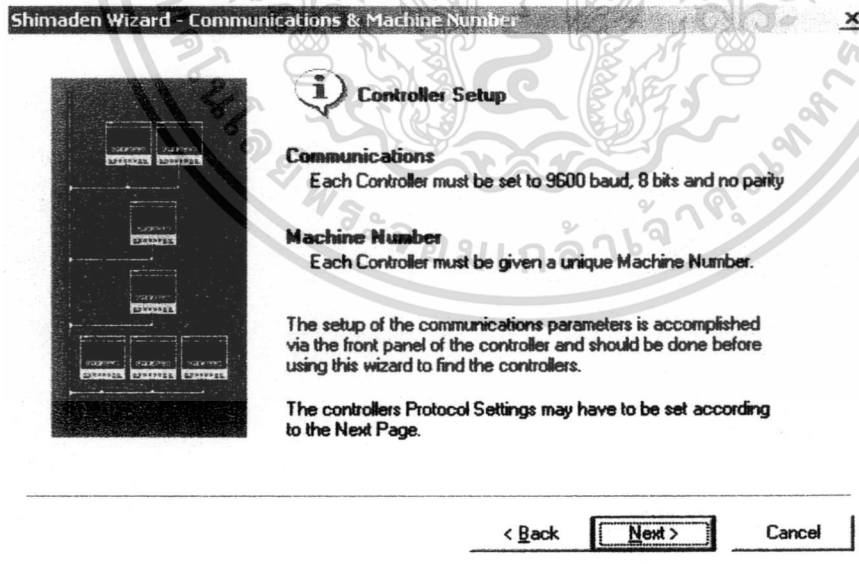 Shimaden Wizard - Communications & Machine Number
Controller Setup
Communications
Each Controller must be set to 9600 baud, 8 bits and no parity
Machine Number
Each Controller must be given a unique Machine Number.
The setup of the communications parameters is accomplished
via the front panel of the controller and should be done before
using this wizard to find the controllers.
The controllers Protocol Settings may have to be set according
to the Next Page.
< Back
Next >
Cancel